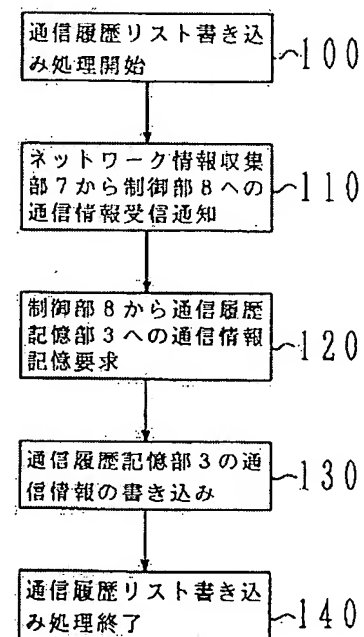 通信履歴リスト書き込
み処理開始
100
ネットワーク情報収集
部7から制御部8への
通信情報受信通知
110
制御部8から通信履歴
記憶部3への通信情報
記憶要求
120
通信履歴記憶部3の通
信情報の書き込み
130
通信履歴リスト書き込
み処理終了
140